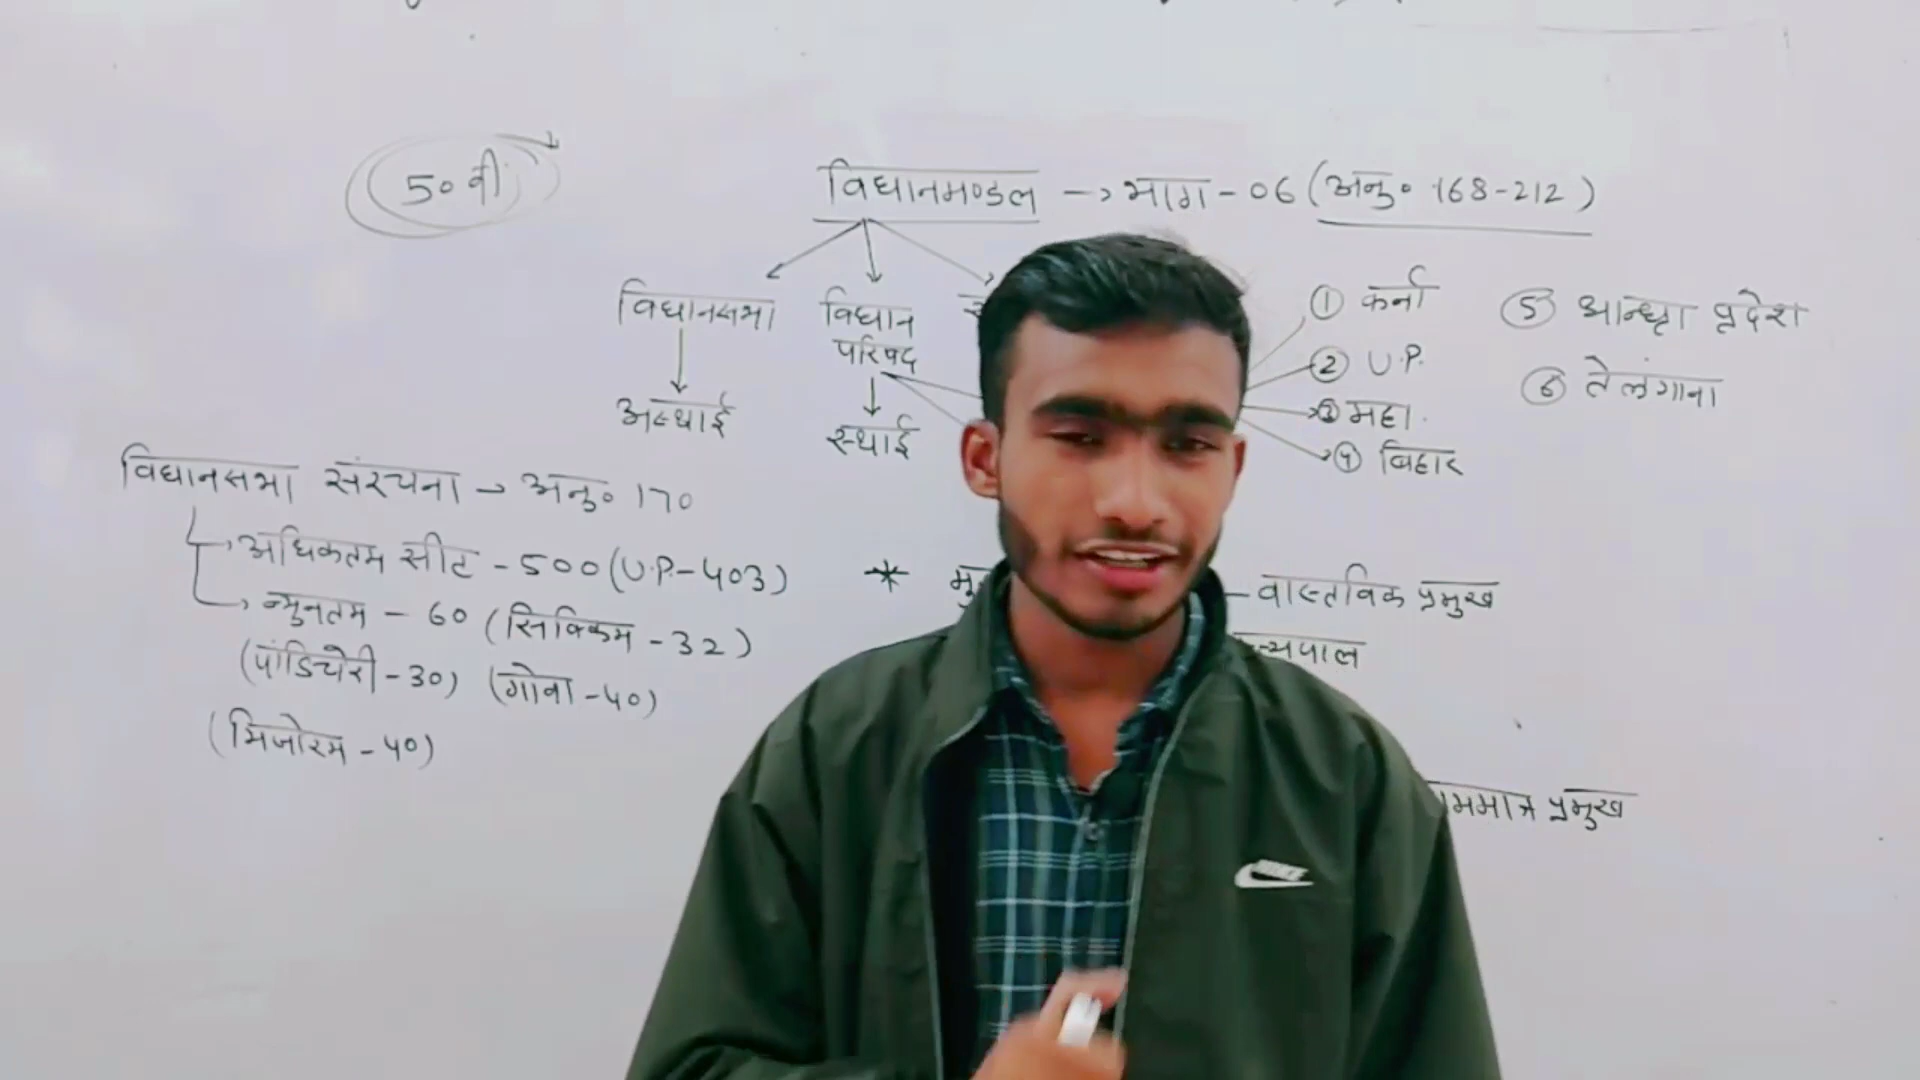 50 वी
विधानमण्डल → भाग - 06 (अनु० 168-212)
विधानसभा
अस्थाई
विधान
परिषद
स्थाई
① कर्ना
② U.P.
③ महा.
④ बिहार
⑤ आन्ध्रा प्रदेश
⑥ तेलंगाना
विधानसभा संरचना → अनु० 170
→ अधिकतम सीट - 500 (U.P.-403)
→ न्युनतम - 60 (सिक्किम - 32)
(पांडिचेरी - 30) (गोवा - 40)
(मिजोरम - 40)
* मु
- वास्तविक प्रमुख
ज्यपाल
ाममात्र प्रमुख